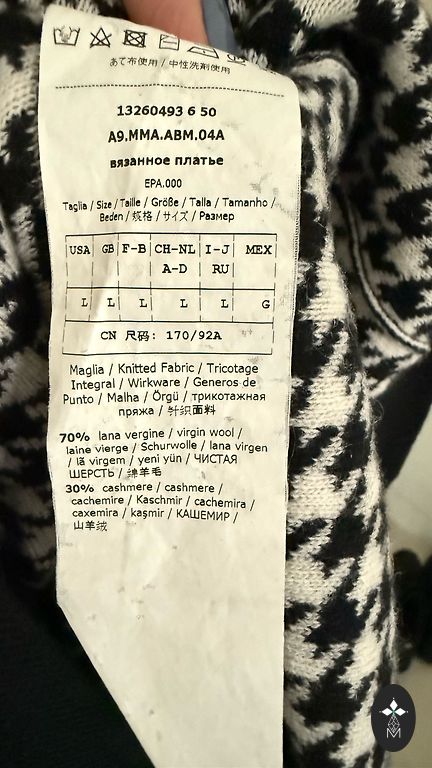 あて布使用 / 中性洗剤使用
13260493 6 50
A9.MMA.ABM.04A
вязанное платье
EPA.000
Taglia / Size / Taille / Größe / Talla / Tamanho /
Beden / 规格 / サイズ / Размер
USA GB F-B CH-NL I-J MEX
A-D RU
L L L L L G
CN 尺码: 170/92A
Maglia / Knitted Fabric / Tricotage
Integral / Wirkware / Generos de
Punto / Malha / Örgü / трикотажная
пряжа / 针织面料
70% lana vergine / virgin wool /
laine vierge / Schurwolle / lana virgen
/ lã virgem / yeni yün / ЧИСТАЯ
ШЕРСТЬ / 绵羊毛
30% cashmere / cashmere /
cachemire / Kaschmir / cachemira /
caxemira / kaşmir / КАШЕМИР /
山羊绒
M